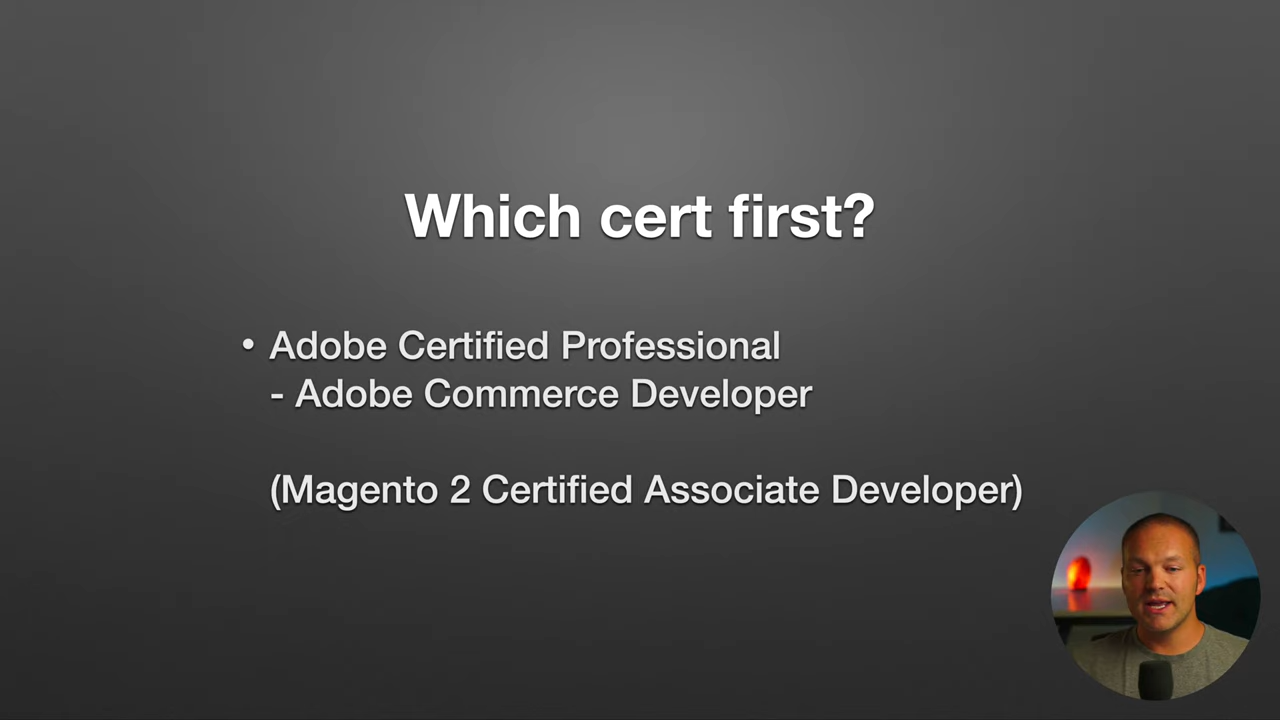 Which cert first?
• Adobe Certified Professional
- Adobe Commerce Developer
(Magento 2 Certified Associate Developer)